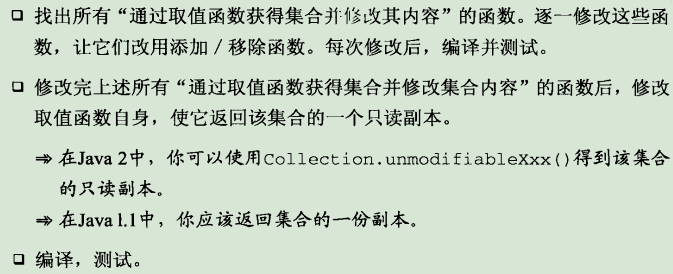 □ 找出所有“通过取值函数获得集合并修改其内容”的函数。逐一修改这些函
数，让它们改用添加／移除函数。每次修改后，编译并测试。
□ 修改完上述所有“通过取值函数获得集合并修改集合内容”的函数后，修改
取值函数自身，使它返回该集合的一个只读副本。
⇒ 在Java 2中，你可以使用Collection.unmodifiableXxx()得到该集合
的只读副本。
⇒ 在Java 1.1中，你应该返回集合的一份副本。
□ 编译，测试。